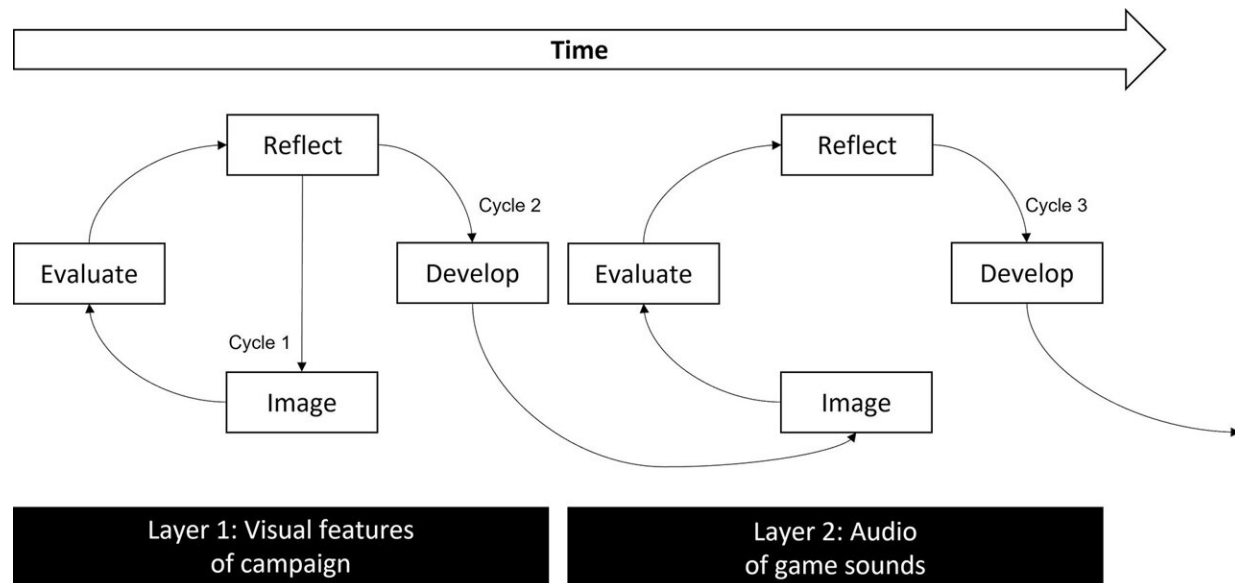 Time
Reflect
Reflect
Cycle 2
Cycle 3
Evaluate
Develop
Evaluate
Develop
Cycle 1
Image
Image
Layer 1: Visual features
of campaign
Layer 2: Audio
of game sounds